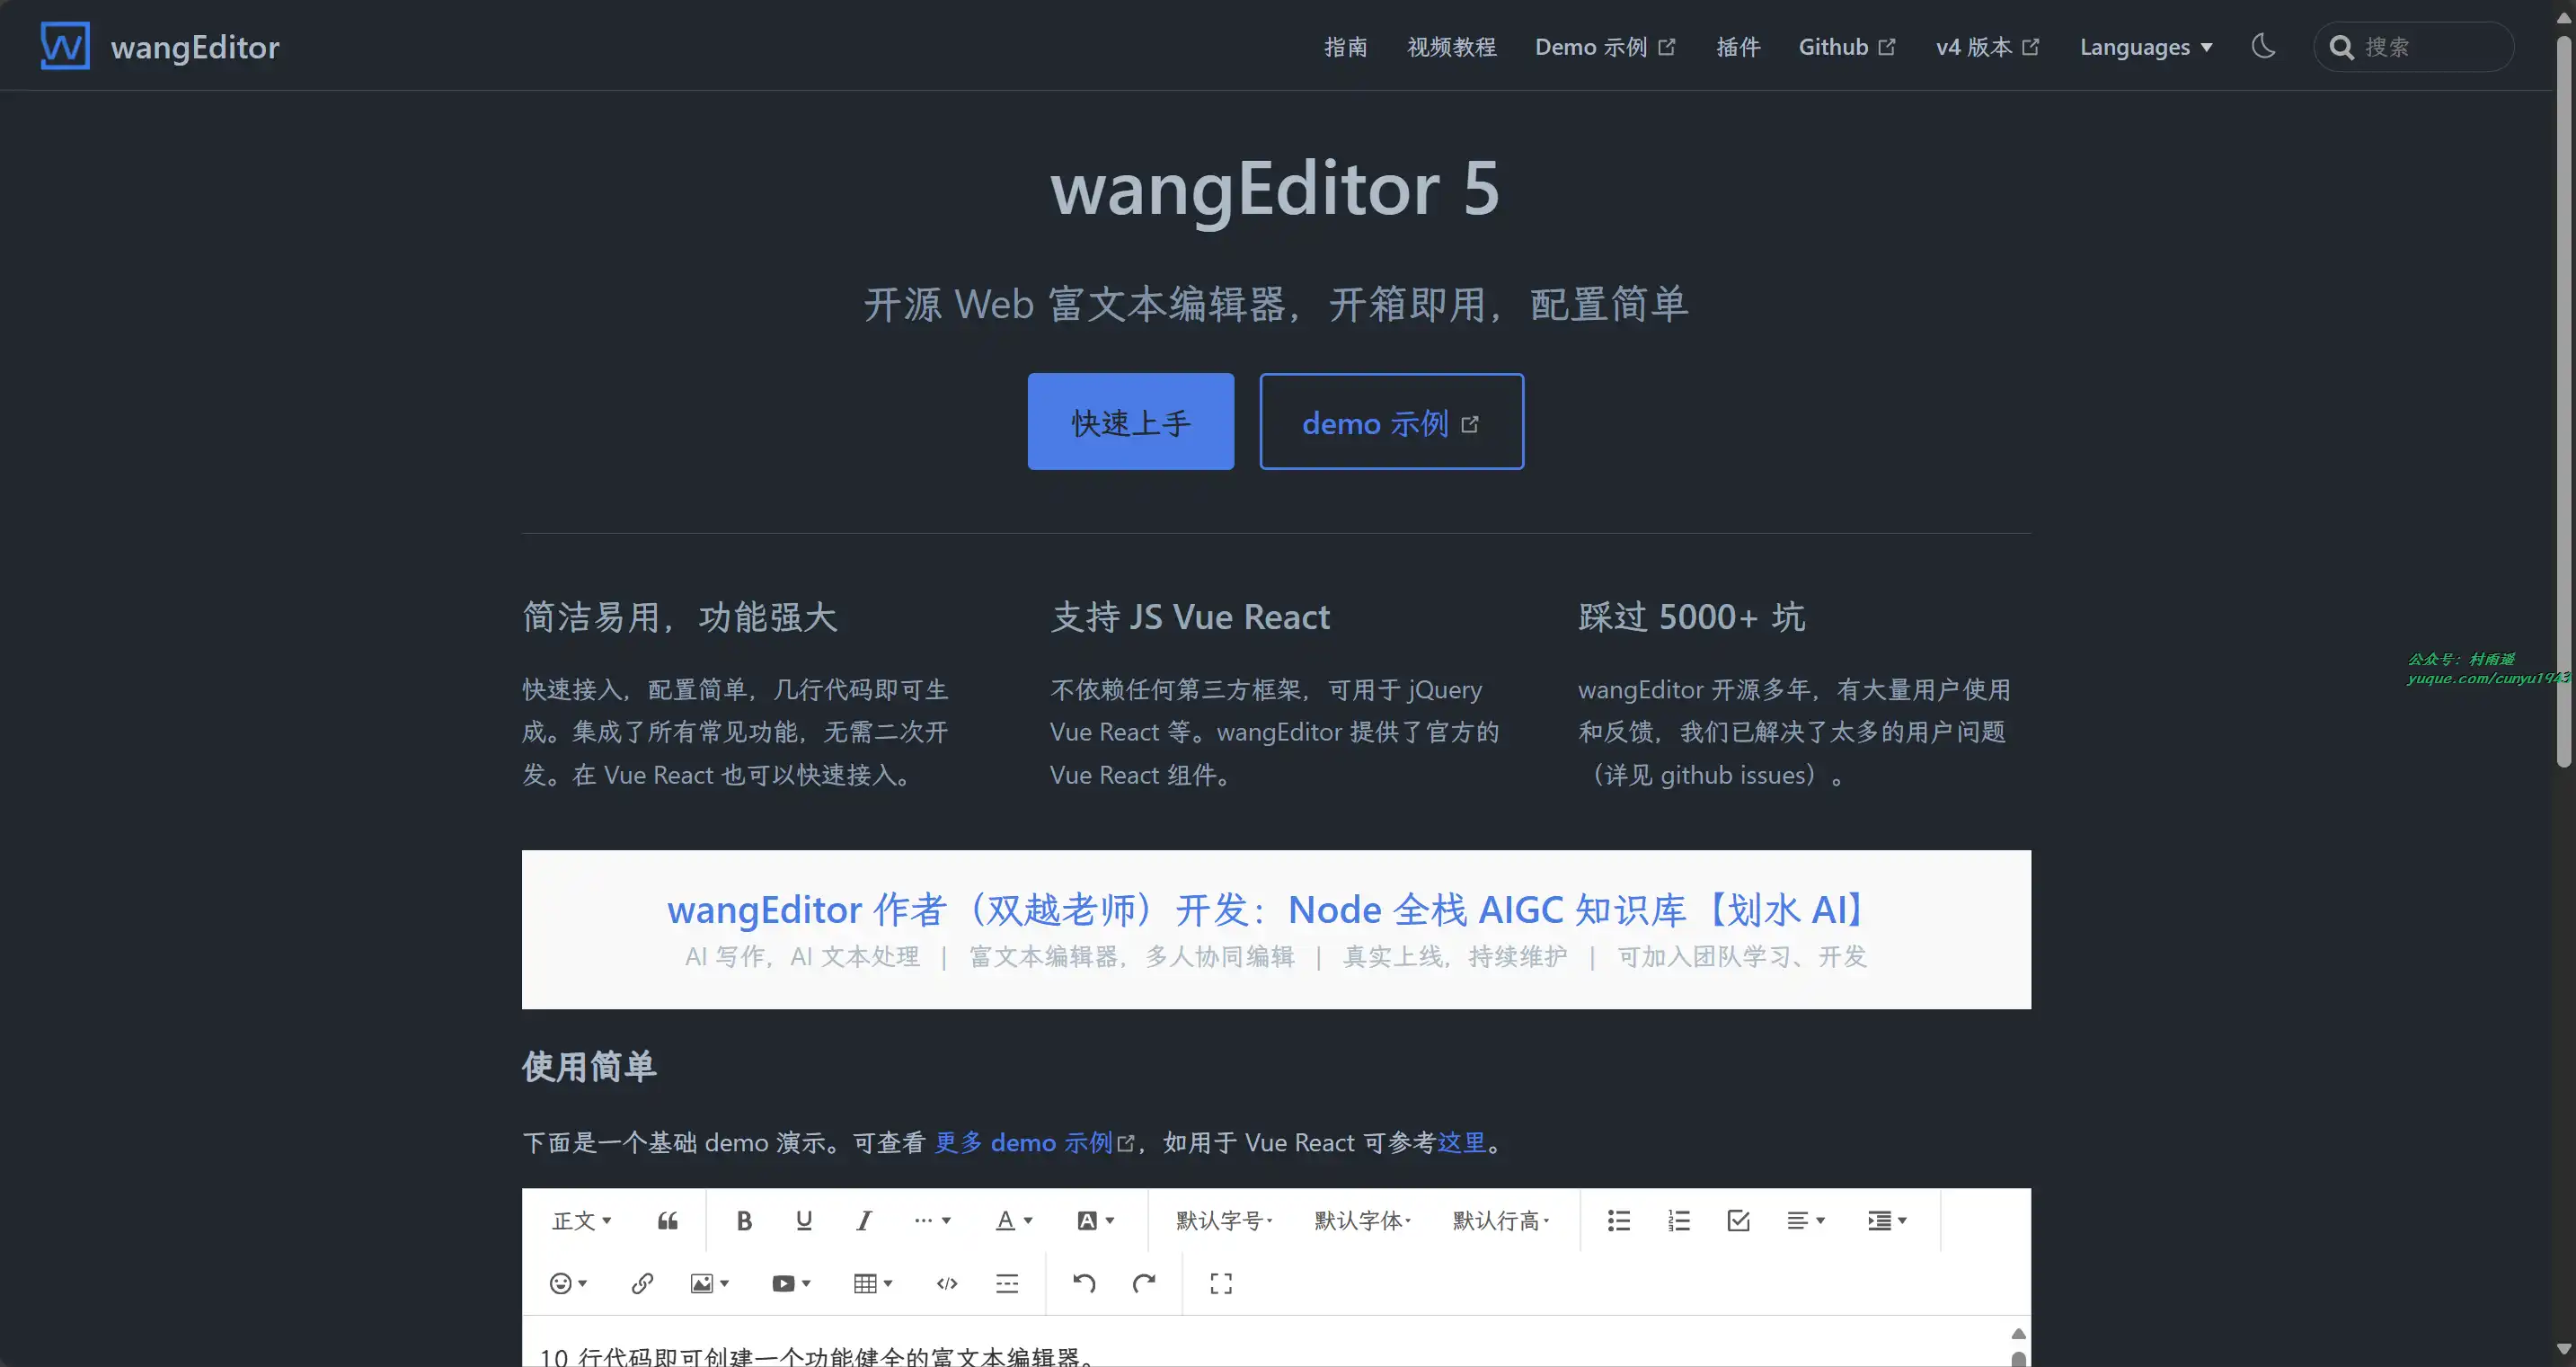 wangEditor
指南 视频教程 Demo 示例 插件 Github v4 版本 Languages 搜索
wangEditor 5
开源 Web 富文本编辑器，开箱即用，配置简单
快速上手 demo 示例
简洁易用，功能强大
快速接入，配置简单，几行代码即可生
成。集成了所有常见功能，无需二次开
发。在 Vue React 也可以快速接入。
支持 JS Vue React
不依赖任何第三方框架，可用于 jQuery
Vue React 等。wangEditor 提供了官方的
Vue React 组件。
踩过 5000+ 坑
wangEditor 开源多年，有大量用户使用
和反馈，我们已解决了太多的用户问题
（详见 github issues）。
公众号：村雨遥
yuque.com/cunyu1943
wangEditor 作者（双越老师）开发：Node 全栈 AIGC 知识库【划水 AI】
AI 写作，AI 文本处理 | 富文本编辑器，多人协同编辑 | 真实上线，持续维护 | 可加入团队学习、开发
使用简单
下面是一个基础 demo 演示。可查看 更多 demo 示例，如用于 Vue React 可参考这里。
正文 B U I A A 默认字号 默认字体 默认行高
10 行代码即可创建一个功能健全的富文本编辑器。